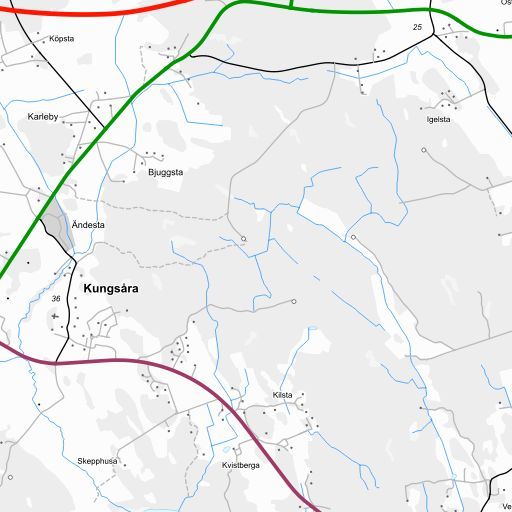 Köpsta
25
Karleby
Igelsta
Bjuggsta
Ändesta
Kungsåra
36
Kilsta
Skepphusa
Kvistberga